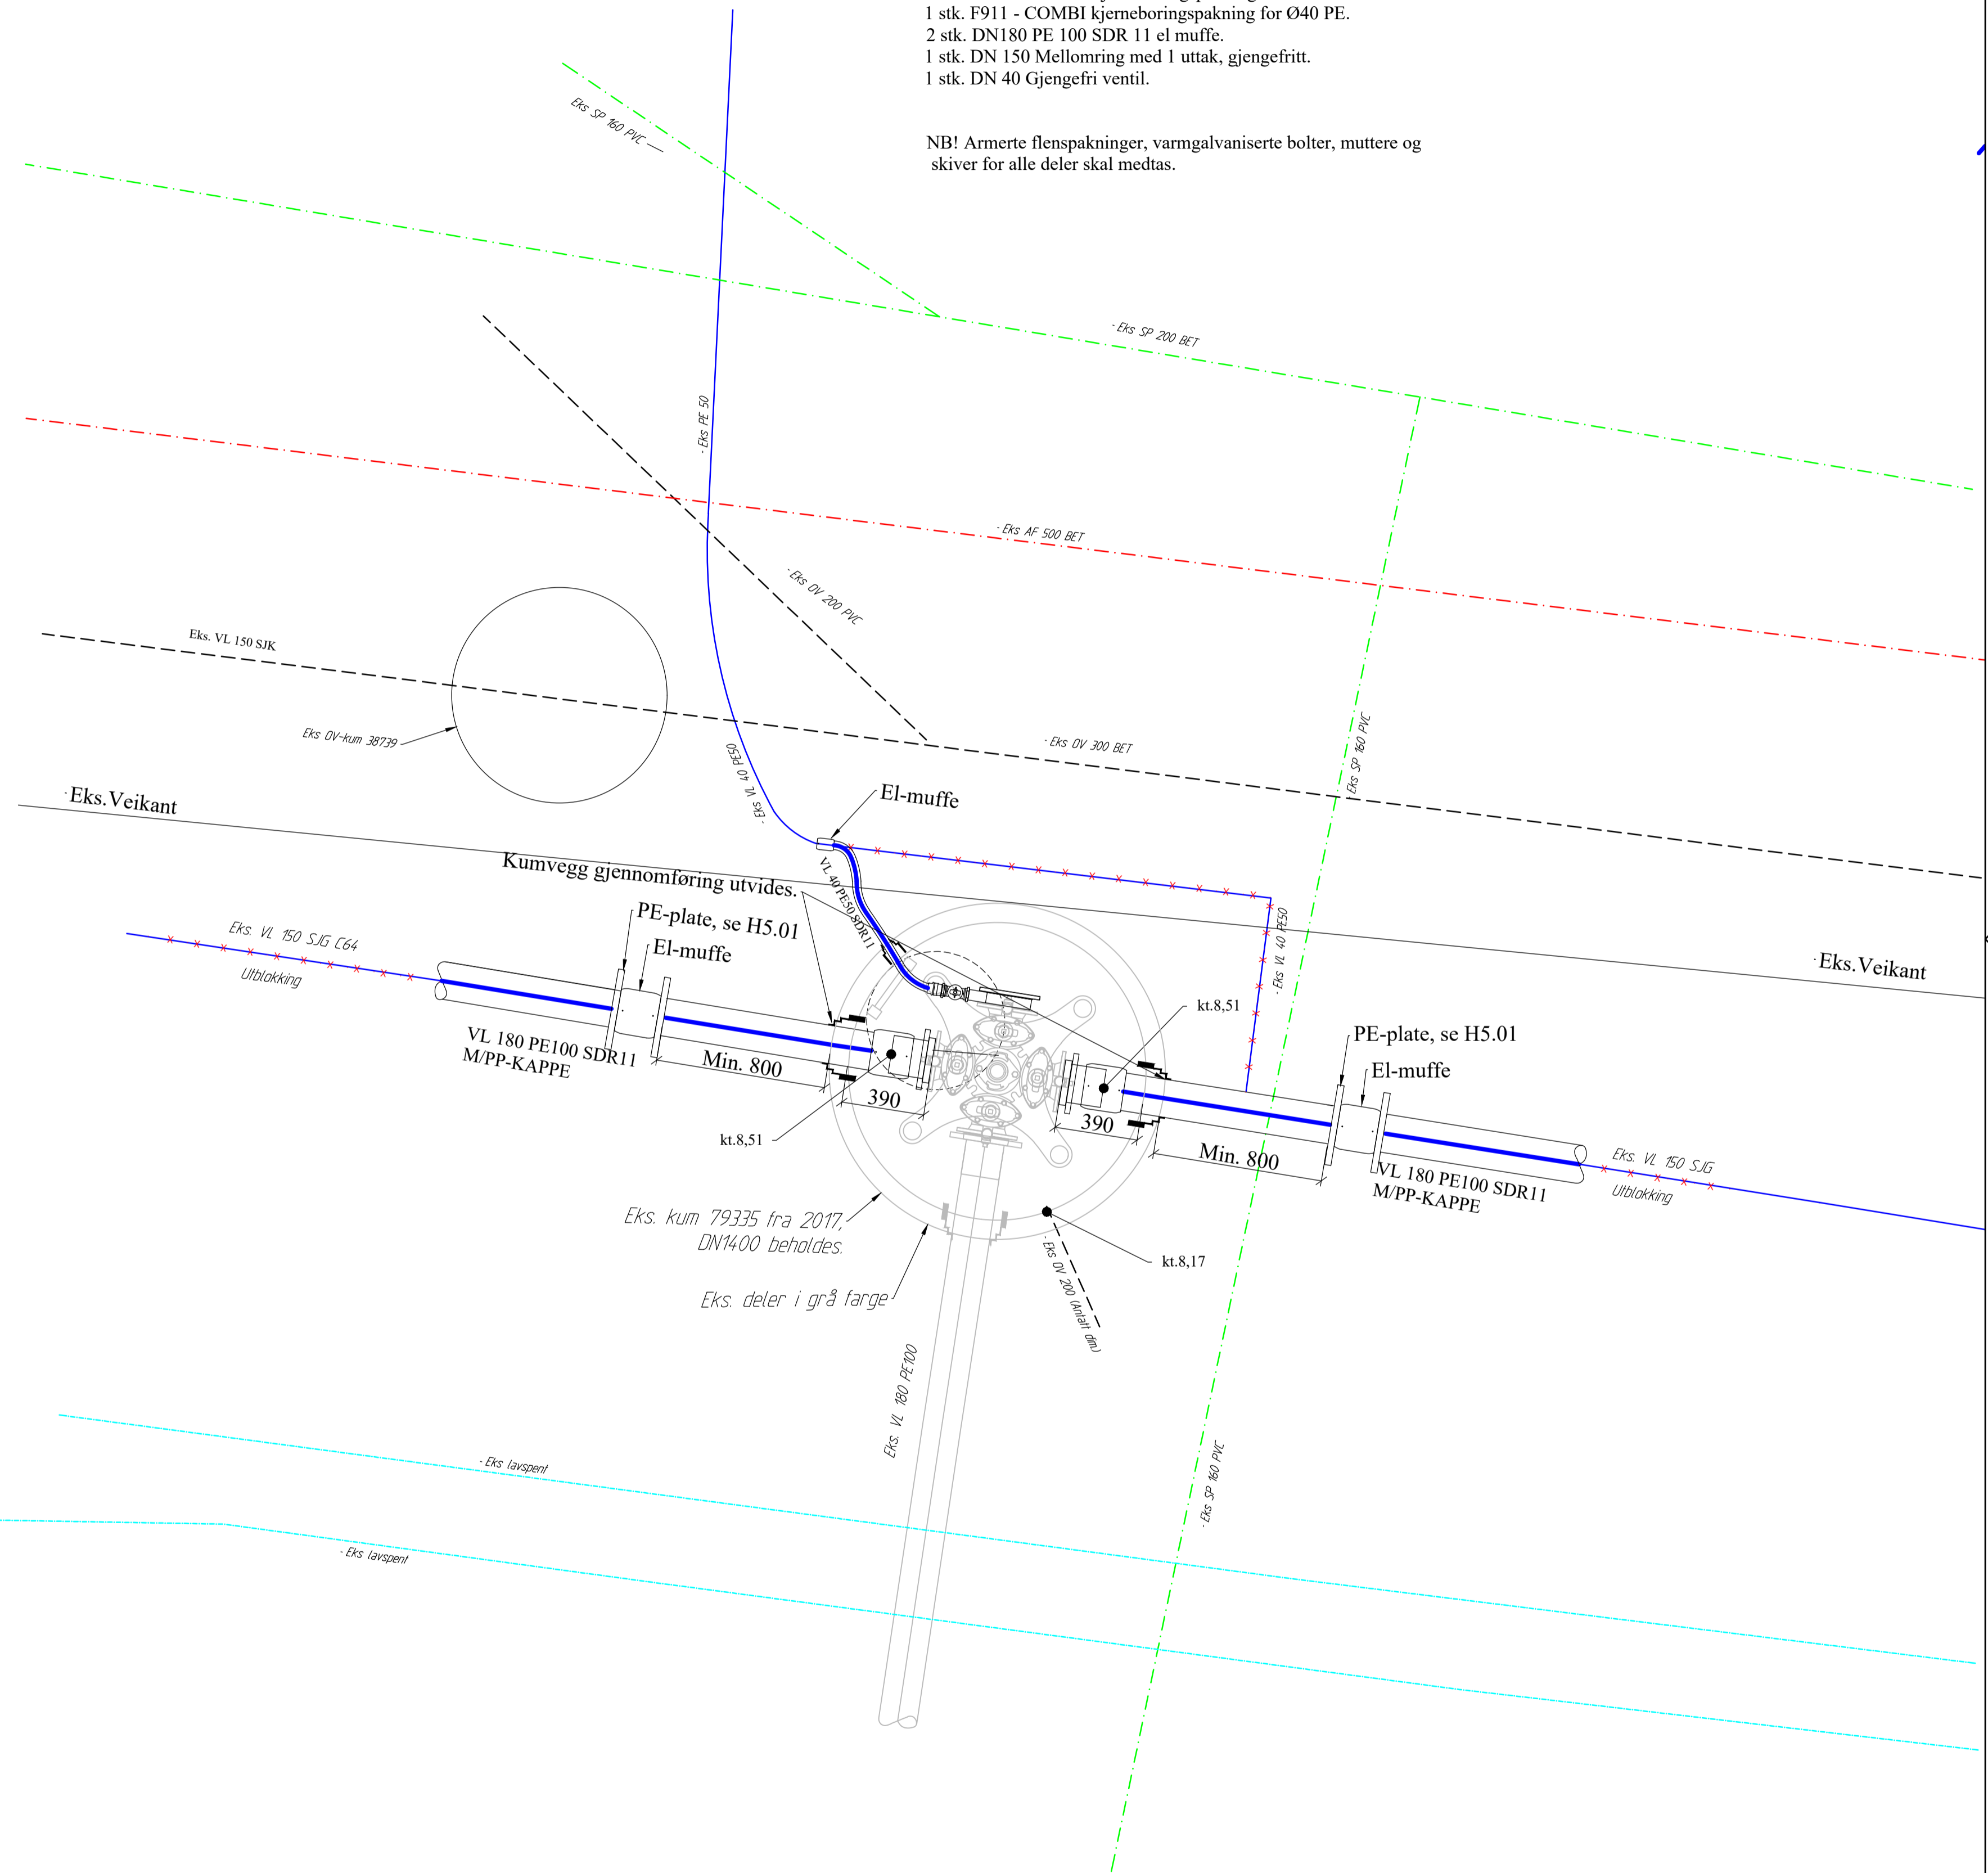 1 stk. F911 - COMBI kjerneboringspakning for Ø40 PE.
2 stk. DN180 PE 100 SDR 11 el muffe.
1 stk. DN 150 Mellomring med 1 uttak, gjengefritt.
1 stk. DN 40 Gjengefri ventil.
NB! Armerte flenspakninger, varmgalvaniserte bolter, muttere og
skiver for alle deler skal medtas.
Eks SP 160 PVC
- Eks SP 200 BET
- Eks PE 50
- Eks AF 500 BET
- Eks OV 200 PVC
Eks. VL 150 SJK
Eks OV-kum 38739
- Eks OV 300 BET
- Eks SP 160 PVC
- Eks VL 40 PE50
- Eks.Veikant
El-muffe
Kumvegg gjennomføring utvides.
VL 40 PE50 SDR11
PE-plate, se H5.01
El-muffe
Eks. VL 150 SJG C64
Utblokking
- Eks VL 40 PE50
- Eks.Veikant
VL 180 PE100 SDR11
M/PP-KAPPE
Min. 800
390
kt.8,51
kt.8,51
PE-plate, se H5.01
El-muffe
390
Min. 800
VL 180 PE100 SDR11
M/PP-KAPPE
Eks. VL 150 SJG
Utblokking
Eks. kum 79335 fra 2017,
DN1400 beholdes.
kt.8,17
- Eks OV 200 (Antatt dim.)
Eks. deler i grå farge
Eks. VL 180 PE100
- Eks SP 160 PVC
- Eks lavspent
- Eks lavspent